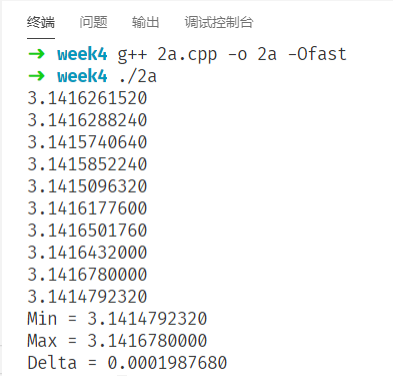 终端 问题 输出 调试控制台
➜ week4 g++ 2a.cpp -o 2a -Ofast
➜ week4 ./2a
3.1416261520
3.1416288240
3.1415740640
3.1415852240
3.1415096320
3.1416177600
3.1416501760
3.1416432000
3.1416780000
3.1414792320
Min = 3.1414792320
Max = 3.1416780000
Delta = 0.0001987680